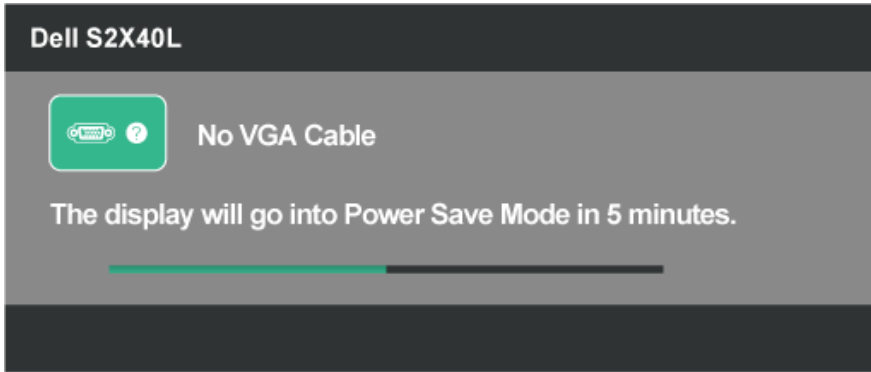 Dell S2X40L
No VGA Cable
The display will go into Power Save Mode in 5 minutes.